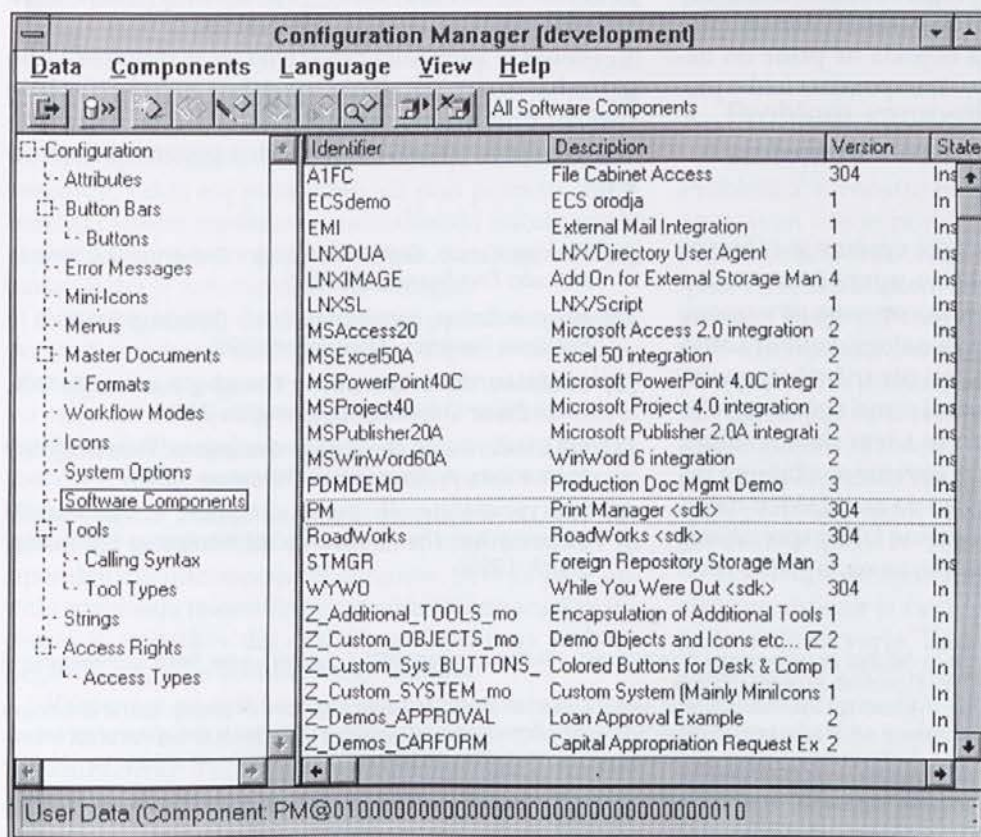 Configuration Manager [development]
Data Components Language View Help
All Software Components
Configuration
Attributes
Button Bars
Buttons
Error Messages
Mini-Icons
Menus
Master Documents
Formats
Workflow Modes
Icons
System Options
Software Components
Tools
Calling Syntax
Tool Types
Strings
Access Rights
Access Types
Identifier Description Version State
A1FC File Cabinet Access 304 Ins
ECSdemo ECS orodja 1 In
EMI External Mail Integration 1 Ins
LNXDUA LNX/Directory User Agent 1 Ins
LNXIMAGE Add On for External Storage Man 4 Ins
LNXSL LNX/Script 1 Ins
MSAccess20 Microsoft Access 2.0 integration 2 Ins
MSExcel50A Excel 50 integration 2 Ins
MSPowerPoint40C Microsoft PowerPoint 4.0C integr 2 Ins
MSProject40 Microsoft Project 4.0 integration 2 Ins
MSPublisher20A Microsoft Publisher 2.0A integrati 2 Ins
MSWinWord60A WinWord 6 integration 2 Ins
PDMDEMO Production Doc Mgmt Demo 3 Ins
PM Print Manager <sdk> 304 In
RoadWorks RoadWorks <sdk> 304 In
STMGR Foreign Repository Storage Man 3 Ins
WYWO While You Were Out <sdk> 304 In
Z_Additional_TOOLS_mo Encapsulation of Additional Tools 1 In
Z_Custom_OBJECTS_mo Demo Objects and Icons etc... (Z 2 In
Z_Custom_Sys_BUTTONS_ Colored Buttons for Desk & Comp 1 In
Z_Custom_SYSTEM_mo Custom System (Mainly MiniIcons 1 In
Z_Demos_APPROVAL Loan Approval Example 2 In
Z_Demos_CARFORM Capital Appropriation Request Ex 2 In
User Data (Component: PM@